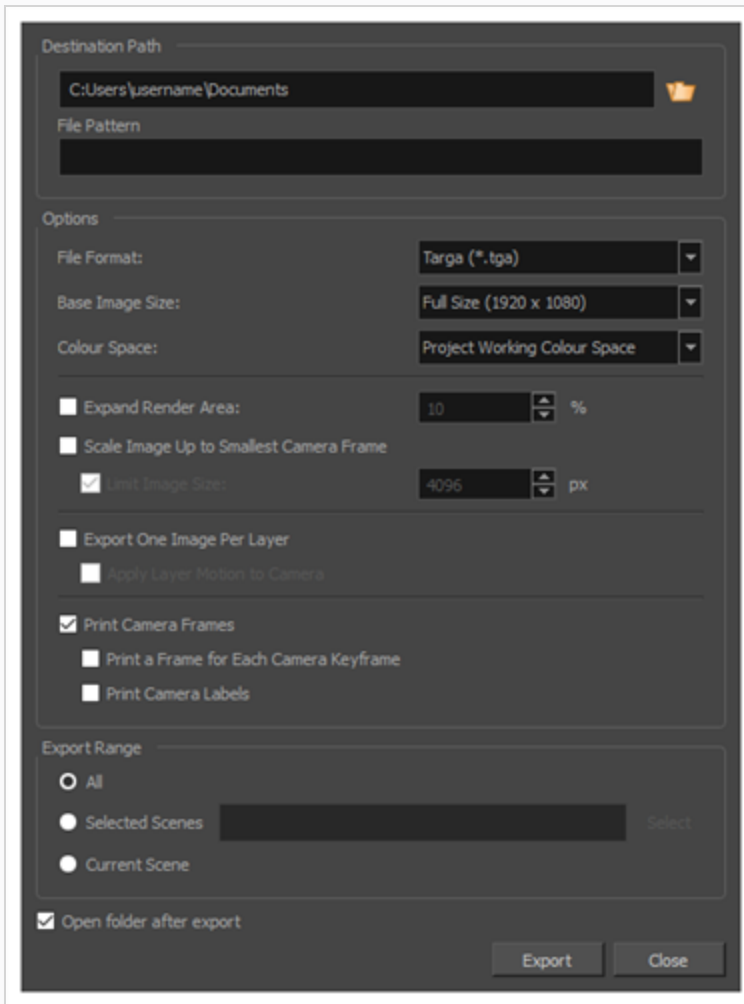 Destination Path
C:Users\username\Documents
File Pattern
Options
File Format: Targa (*.tga)
Base Image Size: Full Size (1920 x 1080)
Colour Space: Project Working Colour Space
Expand Render Area: 10 %
Scale Image Up to Smallest Camera Frame
Limit Image Size: 4096 px
Export One Image Per Layer
Apply Layer Motion to Camera
Print Camera Frames
Print a Frame for Each Camera Keyframe
Print Camera Labels
Export Range
All
Selected Scenes Select
Current Scene
Open folder after export
Export Close